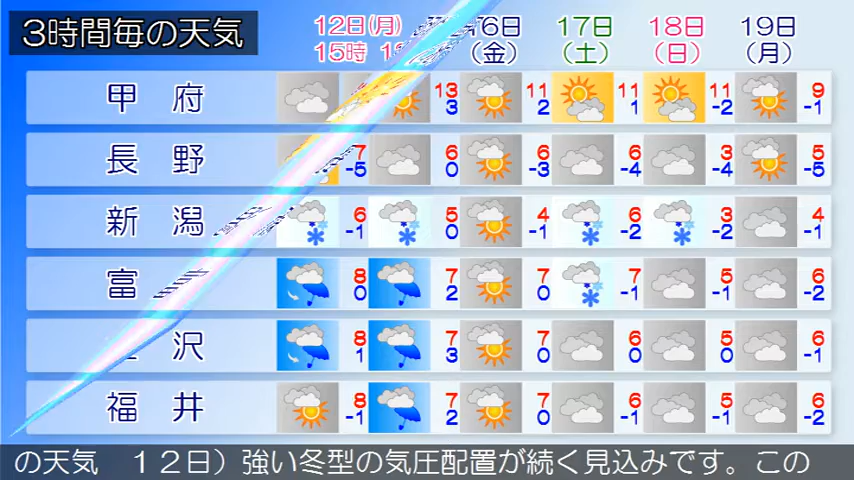 3時間毎の天気
12日(月) 6日 17日 18日 19日
15時 1 (金) (土) (日) (月)
甲府 13 3 11 2 11 1 11 -2 9 -1
長野 7 -5 6 0 6 -3 6 -4 3 -4 5 -5
新潟 6 -1 5 0 4 -1 6 -2 3 -2 4 -1
富 8 0 7 2 7 0 7 -1 5 -1 6 -2
沢 8 1 7 3 7 0 6 0 5 0 6 -1
福井 8 -1 7 2 7 0 6 -1 5 -1 6 -2
の天気 12日）強い冬型の気圧配置が続く見込みです。この